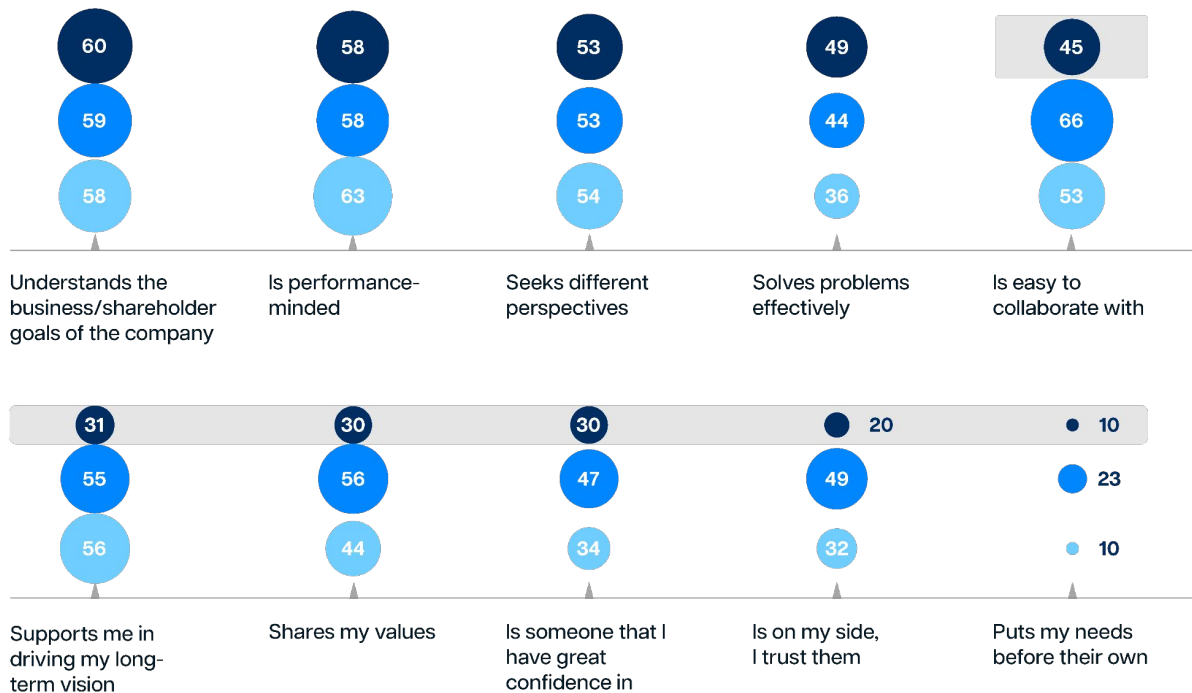 60 58 53 49 45
59 58 53 44 66
58 63 54 36 53
Understands the
business/shareholder
goals of the company
Is performance-
minded
Seeks different
perspectives
Solves problems
effectively
Is easy to
collaborate with
31 30 30 20 10
55 56 47 49 23
56 44 34 32 10
Supports me in
driving my long-
term vision
Shares my values
Is someone that I
have great
confidence in
Is on my side,
I trust them
Puts my needs
before their own